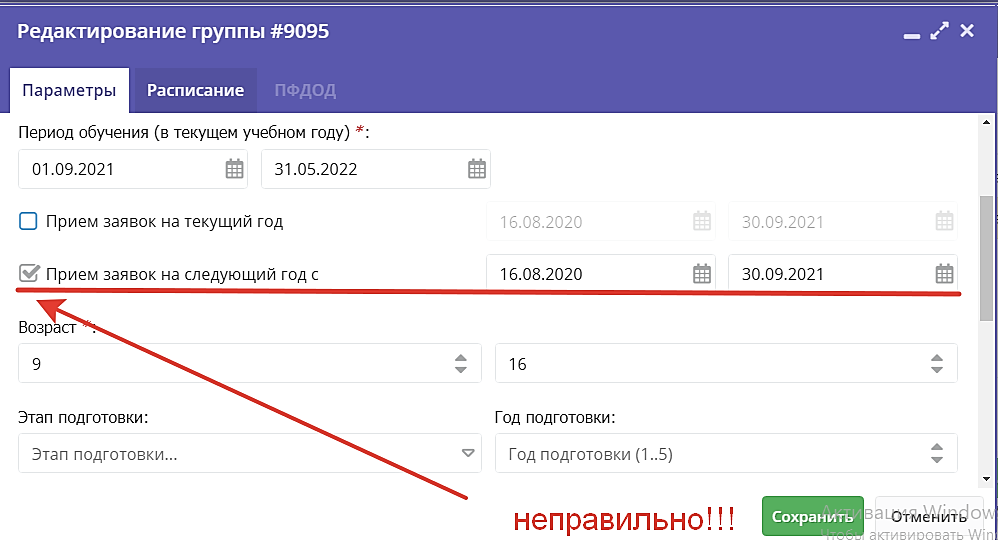 Редактирование группы #9095
Параметры Расписание ПФДОД
Период обучения (в текущем учебном году) *:
01.09.2021 31.05.2022
Прием заявок на текущий год 16.08.2020 30.09.2021
Прием заявок на следующий год с 16.08.2020 30.09.2021
Возраст *:
9 16
Этап подготовки: Год подготовки:
Этап подготовки... Год подготовки (1..5)
неправильно!!! Сохранить Отменить
Активация Window
Чтобы активировать Win